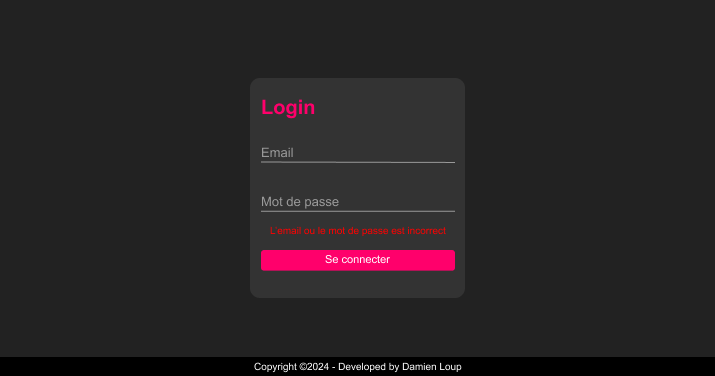 Login
Email
Mot de passe
L'email ou le mot de passe est incorrect
Se connecter
Copyright ©2024 - Developed by Damien Loup